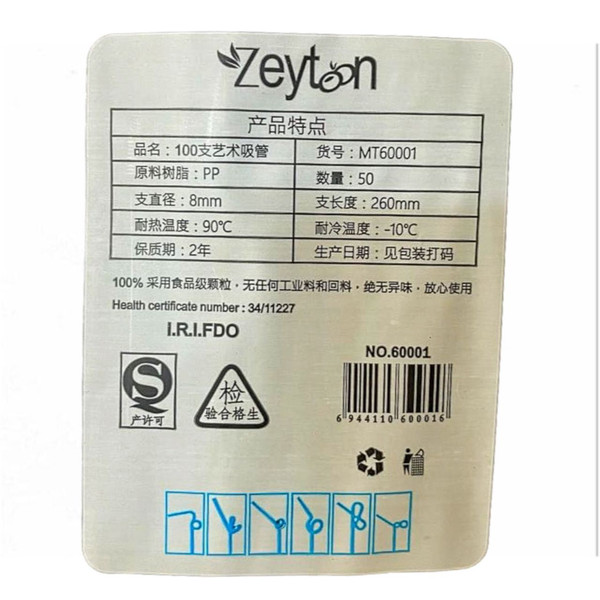 Zeytoon
产品特点
品名：100支艺术吸管 货号：MT60001
原料树脂：PP 数量：50
支直径：8mm 支长度：260mm
耐热温度：90℃ 耐冷温度：-10℃
保质期：2年 生产日期：见包装打码
100% 采用食品级颗粒，无任何工业料和回料，绝无异味，放心使用
Health certificate number : 34/11227
I.R.I.FDO
NO.60001
产许可
检
验合格生
6 944110 600016